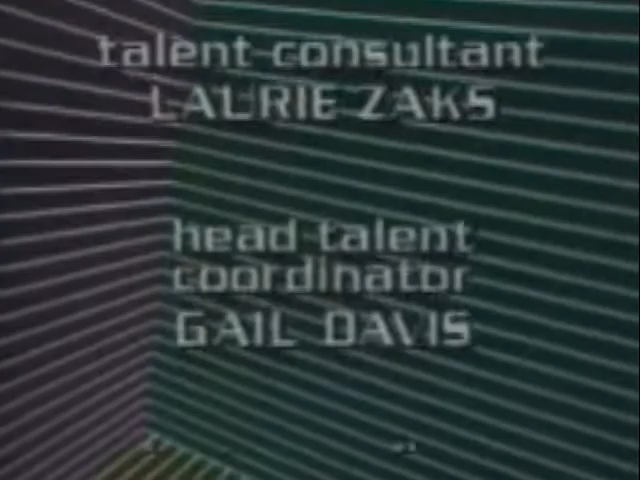 talent consultant
LAURIE ZAKS
head talent
coordinator
GAIL DAVIS